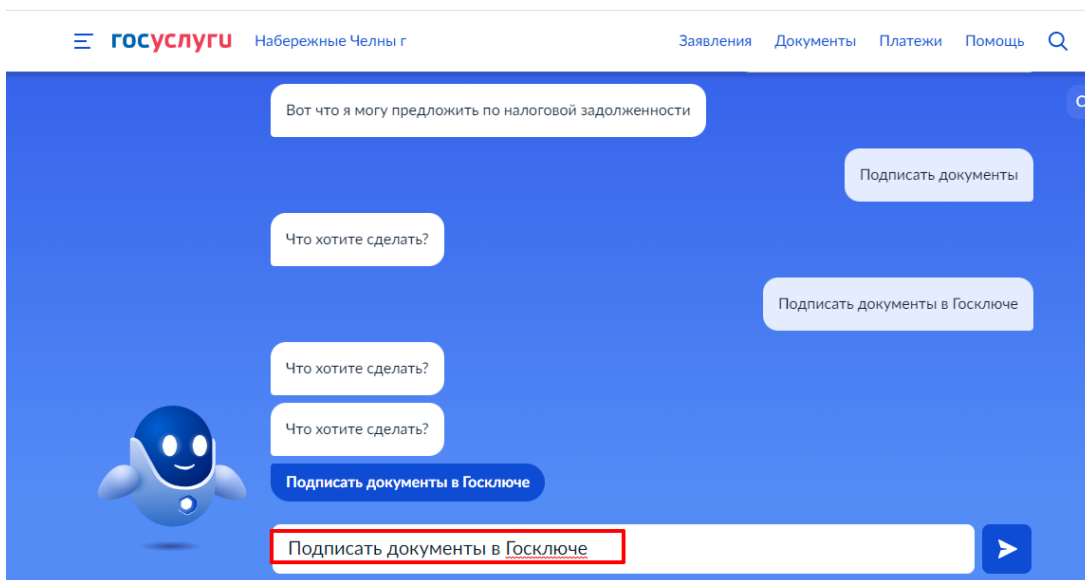 госуслуги Набережные Челны г Заявления Документы Платежи Помощь
Вот что я могу предложить по налоговой задолженности
Подписать документы
Что хотите сделать?
Подписать документы в Госключе
Что хотите сделать?
Что хотите сделать?
Подписать документы в Госключе
Подписать документы в Госключе